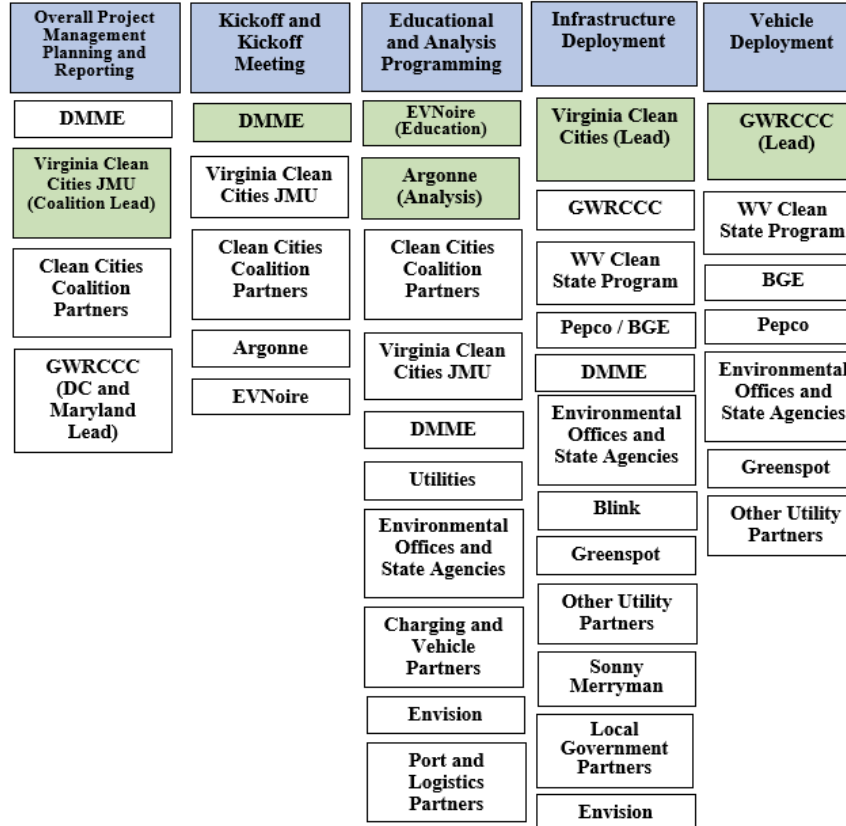 Overall Project
Management
Planning and
Reporting
DMME
Virginia Clean
Cities JMU
(Coalition Lead)
Clean Cities
Coalition
Partners
GWRCCC
(DC and
Maryland
Lead)
Kickoff and
Kickoff
Meeting
DMME
Virginia Clean
Cities JMU
Clean Cities
Coalition
Partners
Argonne
EVNoire
Educational
and Analysis
Programming
EVNoire
(Education)
Argonne
(Analysis)
Clean Cities
Coalition
Partners
Virginia Clean
Cities JMU
DMME
Utilities
Environmental
Offices and
State Agencies
Charging and
Vehicle
Partners
Envision
Port and
Logistics
Partners
Infrastructure
Deployment
Virginia Clean
Cities (Lead)
GWRCCC
WV Clean
State Program
Pepco / BGE
DMME
Environmental
Offices and
State Agencies
Blink
Greenspot
Other Utility
Partners
Sonny
Merryman
Local
Government
Partners
Envision
Vehicle
Deployment
GWRCCC
(Lead)
WV Clean
State Program
BGE
Pepco
Environmental
Offices and
State Agencies
Greenspot
Other Utility
Partners